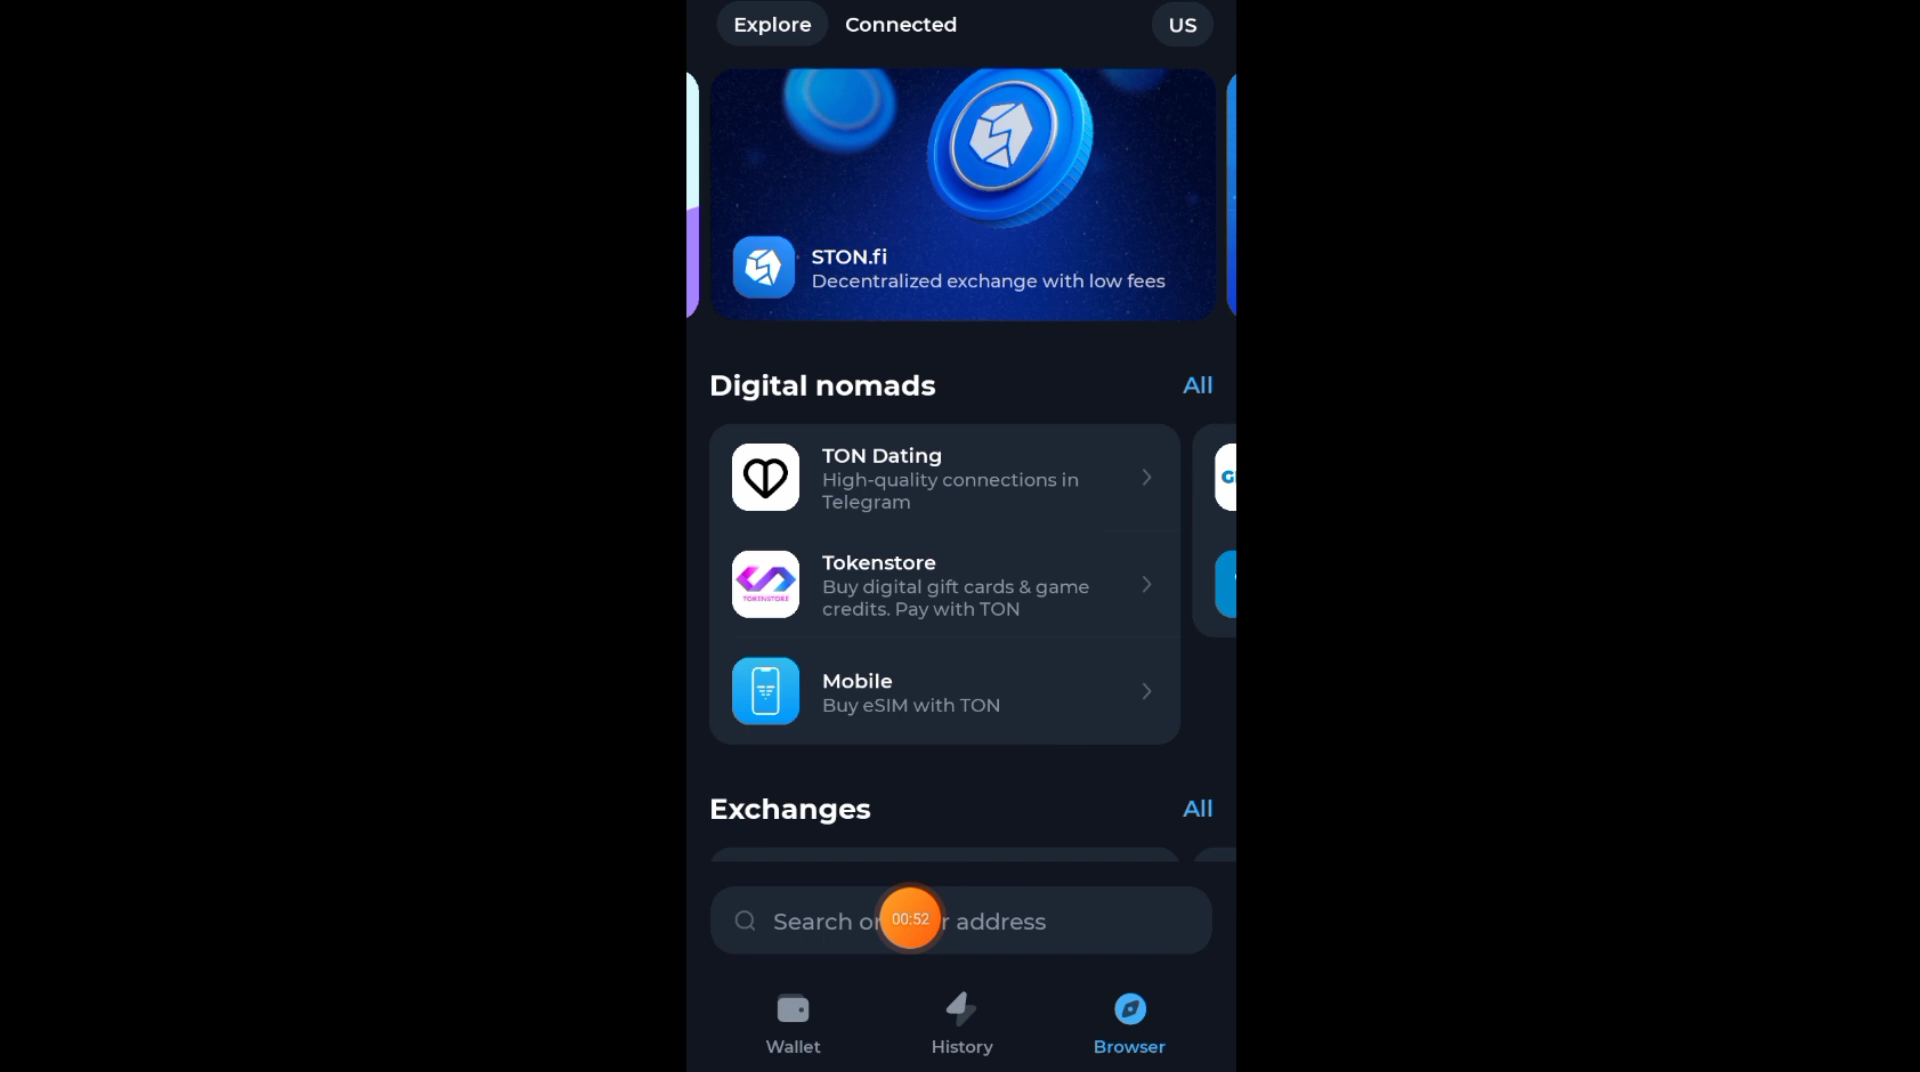 Explore Connected US
STON.fi
Decentralized exchange with low fees
Digital nomads All
TON Dating
High-quality connections in
Telegram
TOKENSTORE
Tokenstore
Buy digital gift cards & game
credits. Pay with TON
Mobile
Buy eSIM with TON
Exchanges All
Search or 00:52 r address
Wallet History Browser